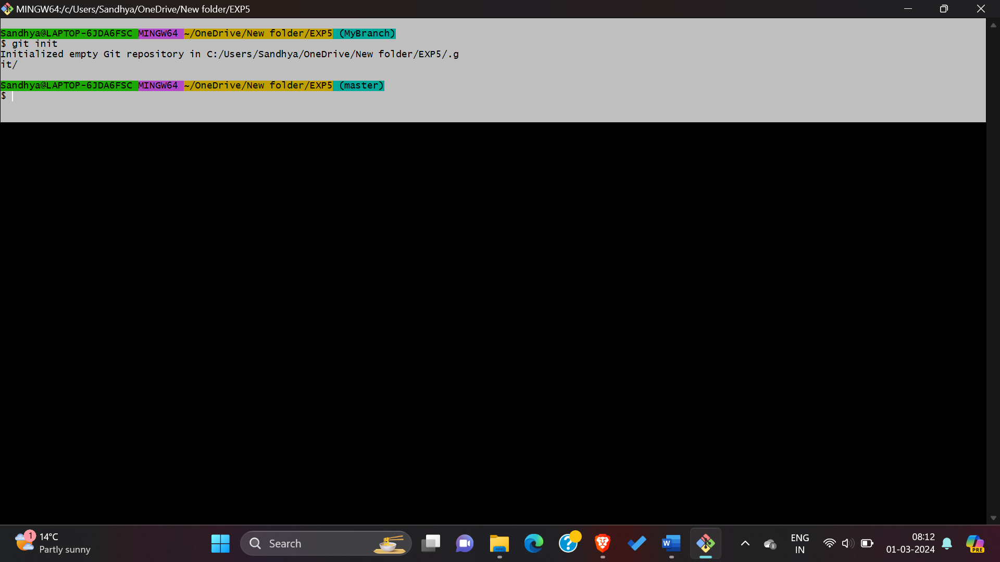 MINGW64:/c/Users/Sandhya/OneDrive/New folder/EXP5
Sandhya@LAPTOP-6JDA6FSC MINGW64 ~/OneDrive/New folder/EXP5 (MyBranch)
$ git init
Initialized empty Git repository in C:/Users/Sandhya/OneDrive/New folder/EXP5/.g
it/
Sandhya@LAPTOP-6JDA6FSC MINGW64 ~/OneDrive/New folder/EXP5 (master)
$
1
14°C
Partly sunny
Search
W
ENG
IN
08:12
01-03-2024
PRE